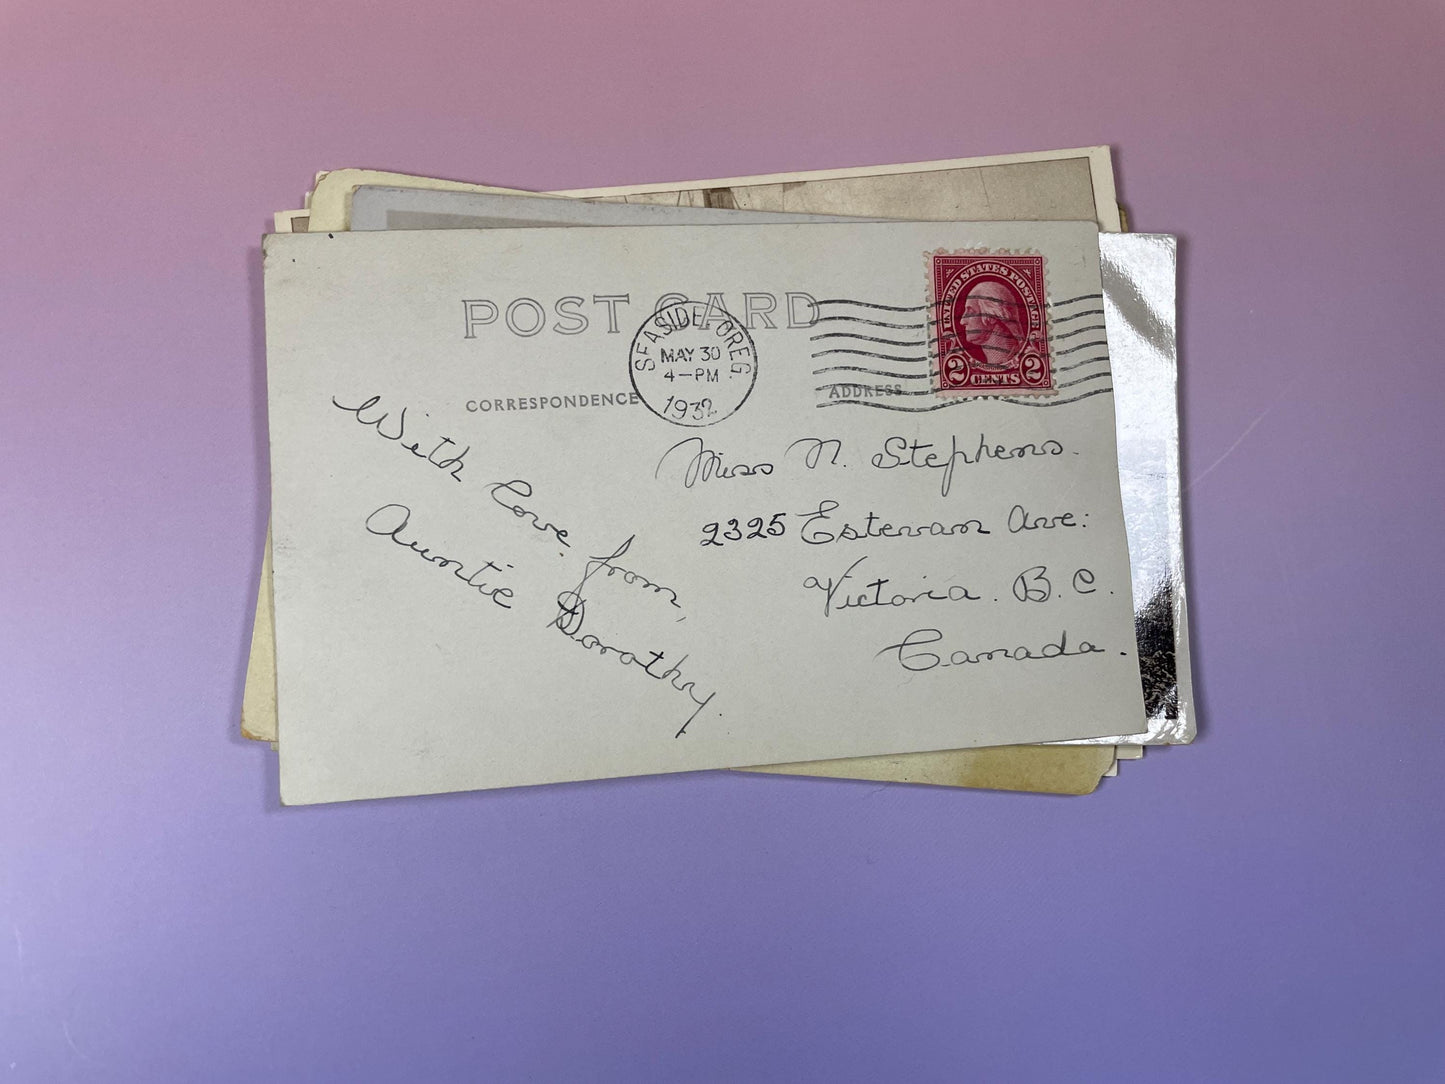 POST CARD
SEASIDE, OREG.
MAY 30
4-PM
1932
UNITED STATES POSTAGE
2 CENTS 2
CORRESPONDENCE
ADDRESS
With Love from,
Auntie Dorothy.
Miss N. Stephens.
2325 Estevan Ave:
Victoria. B. C.
Canada.